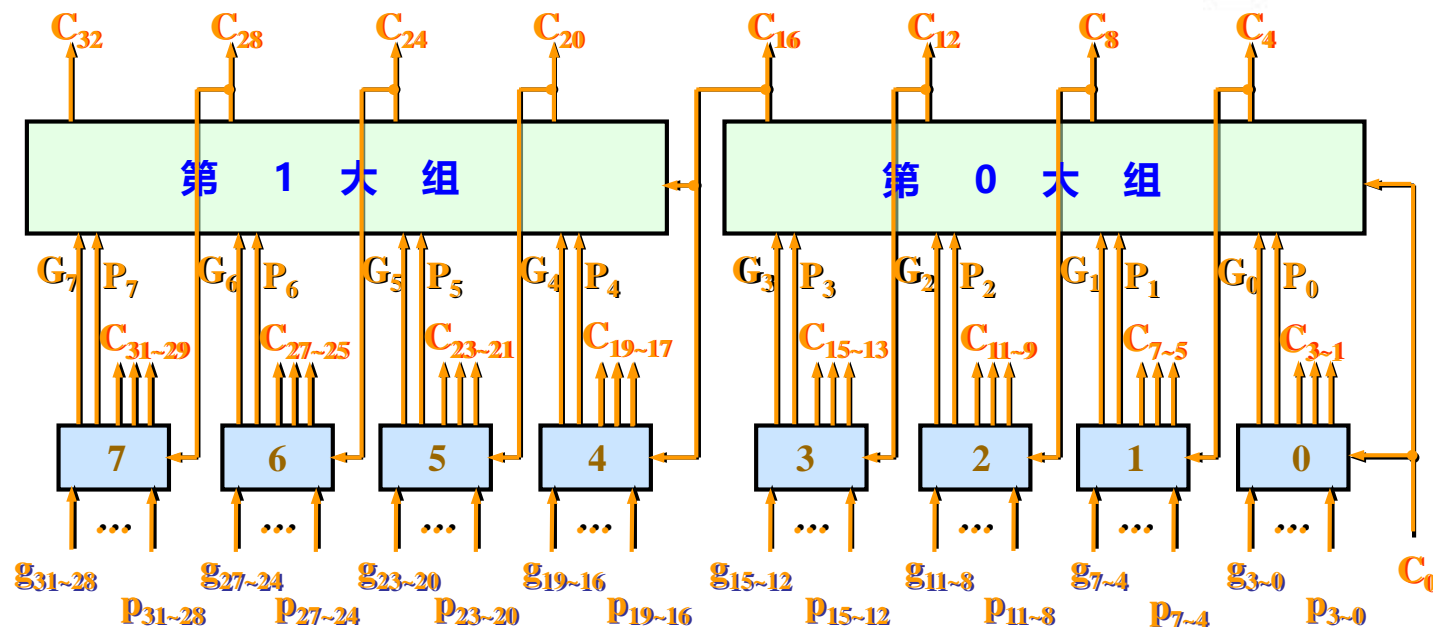 C₃₂ C₂₈ C₂₄ C₂₀ C₁₆ C₁₂ C₈ C₄
第 1 大 组 第 0 大 组
G₇ P₇ G₆ P₆ G₅ P₅ G₄ P₄ G₃ P₃ G₂ P₂ G₁ P₁ G₀ P₀
C₃₁~₂₉ C₂₇~₂₅ C₂₃~₂₁ C₁₉~₁₇ C₁₅~₁₃ C₁₁~₉ C₇~₅ C₃~₁
7 6 5 4 3 2 1 0
... ... ... ... ... ... ... ...
g₃₁~₂₈ g₂₇~₂₄ g₂₃~₂₀ g₁₉~₁₆ g₁₅~₁₂ g₁₁~₈ g₇~₄ g₃~₀ C₀
p₃₁~₂₈ p₂₇~₂₄ p₂₃~₂₀ p₁₉~₁₆ p₁₅~₁₂ p₁₁~₈ p₇~₄ p₃~₀